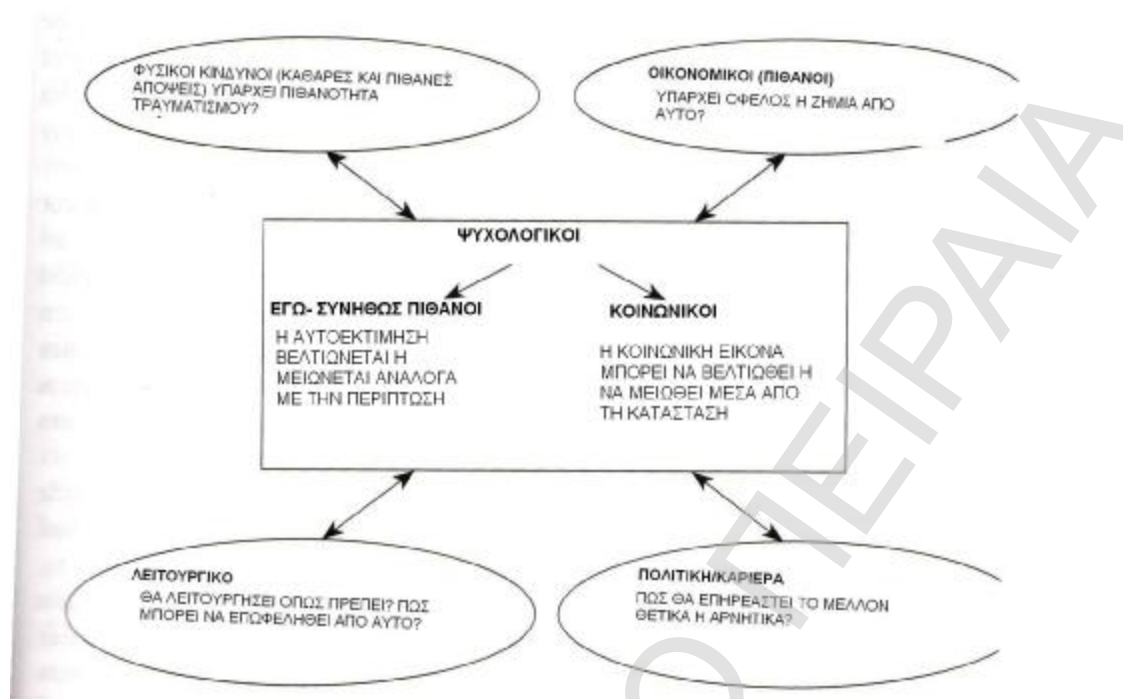 ΦΥΣΙΚΟΙ ΚΙΝΔΥΝΟΙ (ΚΑΘΑΡΕΣ ΚΑΙ ΠΙΘΑΝΕΣ
ΑΠΟΨΕΙΣ) ΥΠΑΡΧΕΙ ΠΙΘΑΝΟΤΗΤΑ
ΤΡΑΥΜΑΤΙΣΜΟΥ?
ΟΙΚΟΝΟΜΙΚΟΙ (ΠΙΘΑΝΟΙ)
ΥΠΑΡΧΕΙ ΟΦΕΛΟΣ Η ΖΗΜΙΑ ΑΠΟ
ΑΥΤΟ?
ΨΥΧΟΛΟΓΙΚΟΙ
ΕΓΩ- ΣΥΝΗΘΩΣ ΠΙΘΑΝΟΙ
Η ΑΥΤΟΕΚΤΙΜΗΣΗ
ΒΕΛΤΙΩΝΕΤΑΙ Η
ΜΕΙΩΝΕΤΑΙ ΑΝΑΛΟΓΑ
ΜΕ ΤΗΝ ΠΕΡΙΠΤΩΣΗ
ΚΟΙΝΩΝΙΚΟΙ
Η ΚΟΙΝΩΝΙΚΗ ΕΙΚΟΝΑ
ΜΠΟΡΕΙ ΝΑ ΒΕΛΤΙΩΘΕΙ Η
ΝΑ ΜΕΙΩΘΕΙ ΜΕΣΑ ΑΠΟ
ΤΗ ΚΑΤΑΣΤΑΣΗ
ΛΕΙΤΟΥΡΓΙΚΟ
ΘΑ ΛΕΙΤΟΥΡΓΗΣΕΙ ΟΠΩΣ ΠΡΕΠΕΙ? ΠΩΣ
ΜΠΟΡΕΙ ΝΑ ΕΠΩΦΕΛΗΘΕΙ ΑΠΟ ΑΥΤΟ?
ΠΟΛΙΤΙΚΗ/ΚΑΡΙΕΡΑ
ΠΩΣ ΘΑ ΕΠΗΡΕΑΣΤΕΙ ΤΟ ΜΕΛΛΟΝ
ΘΕΤΙΚΑ Η ΑΡΝΗΤΙΚΑ?
ΠΕΙΡΑΙΑ